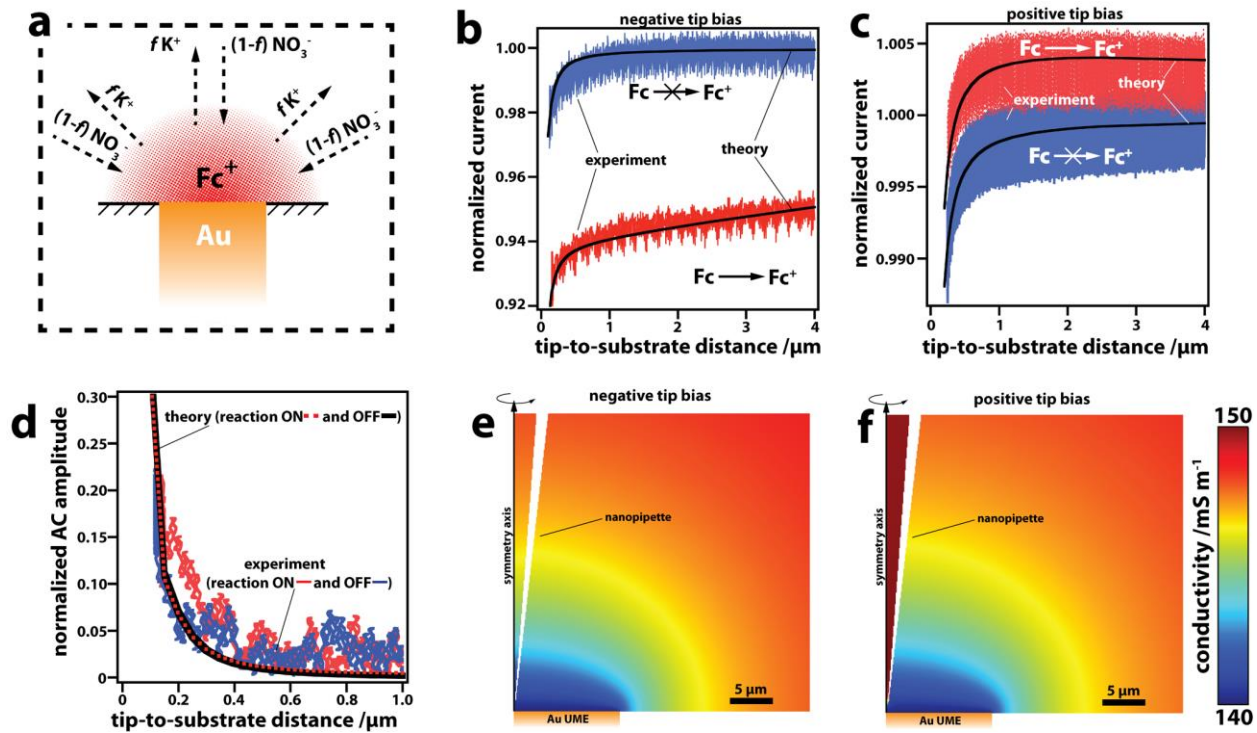 a
f K+
(1-f) NO3-
f K+
f K+
(1-f) NO3-
(1-f) NO3-
Fc+
Au
b
negative tip bias
normalized current
1.00
0.98
0.96
0.94
0.92
Fc → Fc+
experiment
theory
Fc → Fc+
0
1
2
3
4
tip-to-substrate distance /μm
c
positive tip bias
normalized current
1.005
1.000
0.995
0.990
Fc → Fc+
theory
experiment
Fc → Fc+
0
1
2
3
4
tip-to-substrate distance /μm
d
normalized AC amplitude
0.30
0.25
0.20
0.15
0.10
0.05
0
theory (reaction ON and OFF )
experiment
(reaction ON and OFF )
0
0.2
0.4
0.6
0.8
1.0
tip-to-substrate distance /μm
e
negative tip bias
symmetry axis
nanopipette
5 μm
Au UME
f
positive tip bias
symmetry axis
nanopipette
5 μm
Au UME
150
conductivity /mS m-1
140